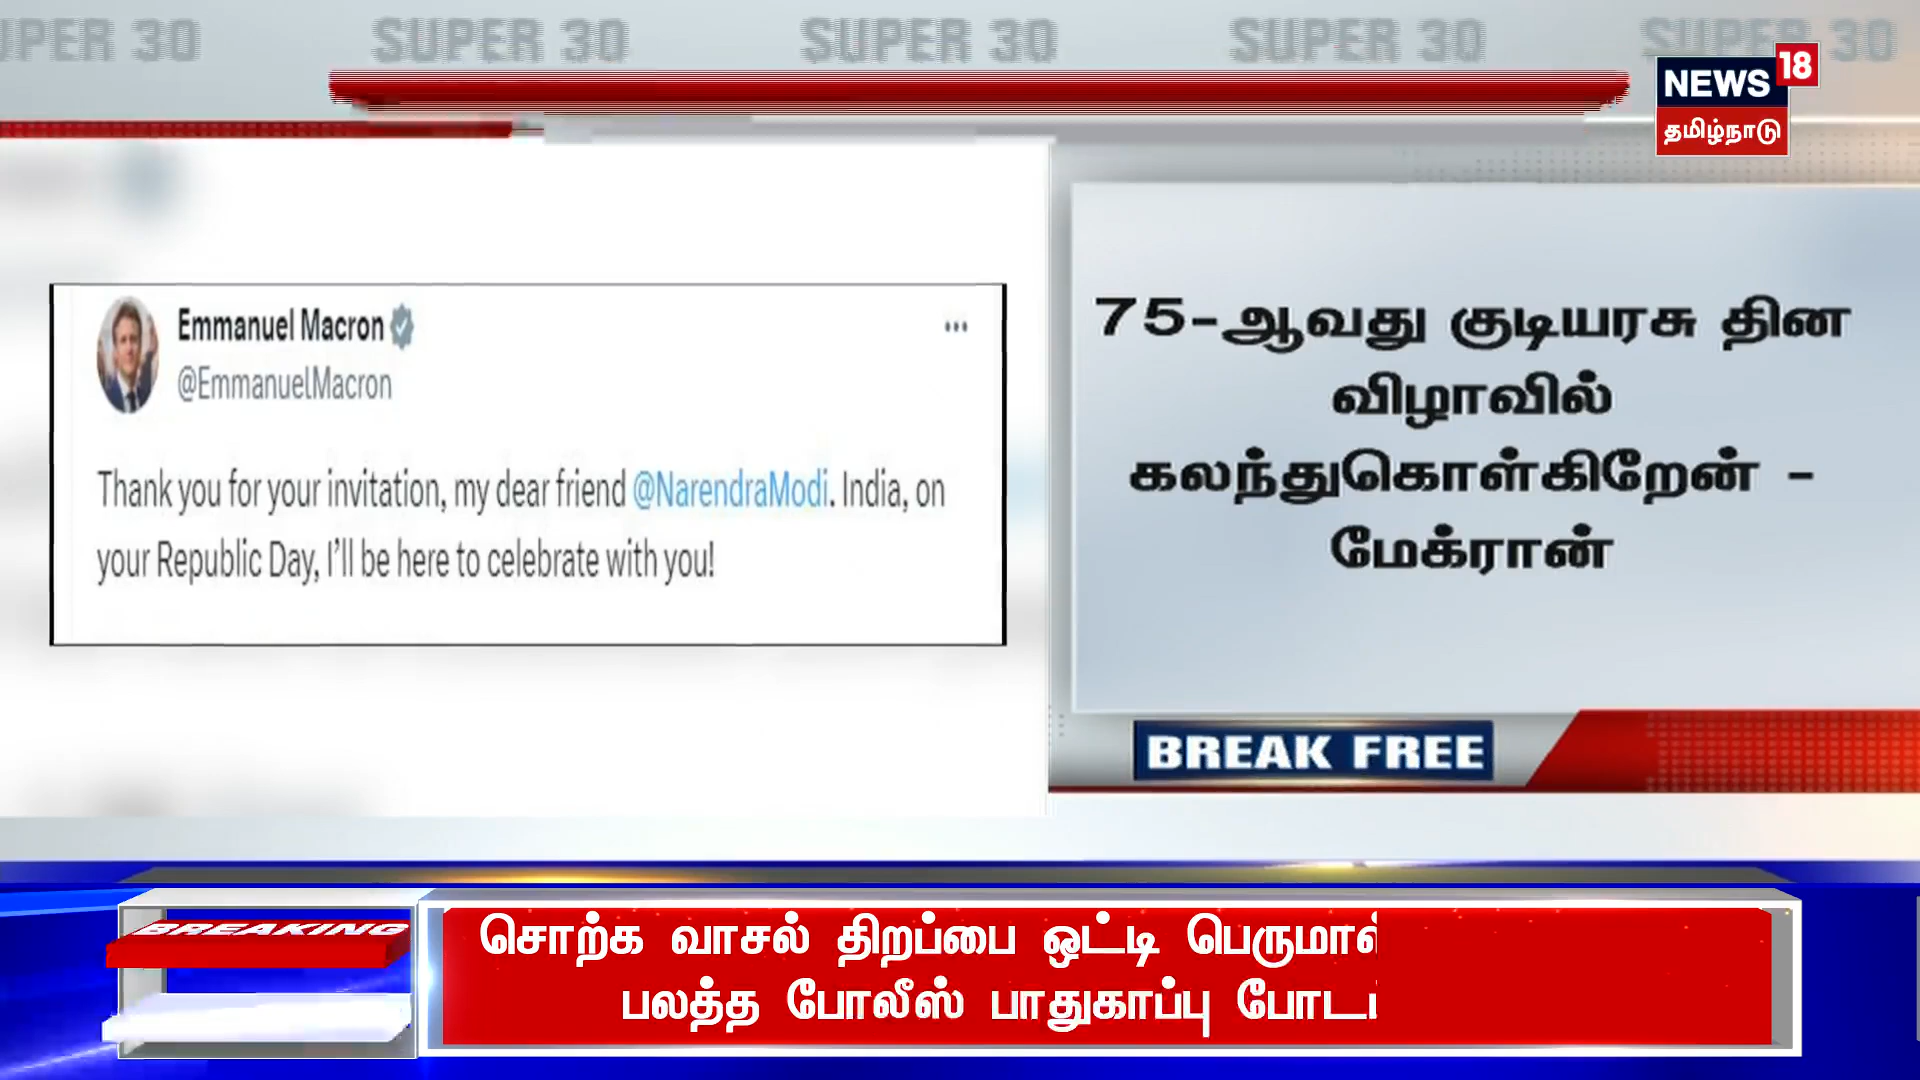 SUPER 30 SUPER 30 SUPER 30 SUPER 30
NEWS 18
தமிழ்நாடு
Emmanuel Macron
@EmmanuelMacron
Thank you for your invitation, my dear friend @NarendraModi. India, on
your Republic Day, I'll be here to celebrate with you!
75-ஆவது குடியரசு தின
விழாவில்
கலந்துகொள்கிறேன் -
மேக்ரான்
BREAK FREE
BREAKING
சொற்க வாசல் திறப்பை ஒட்டி
பலத்த போலீஸ் பாதுகாப்பு